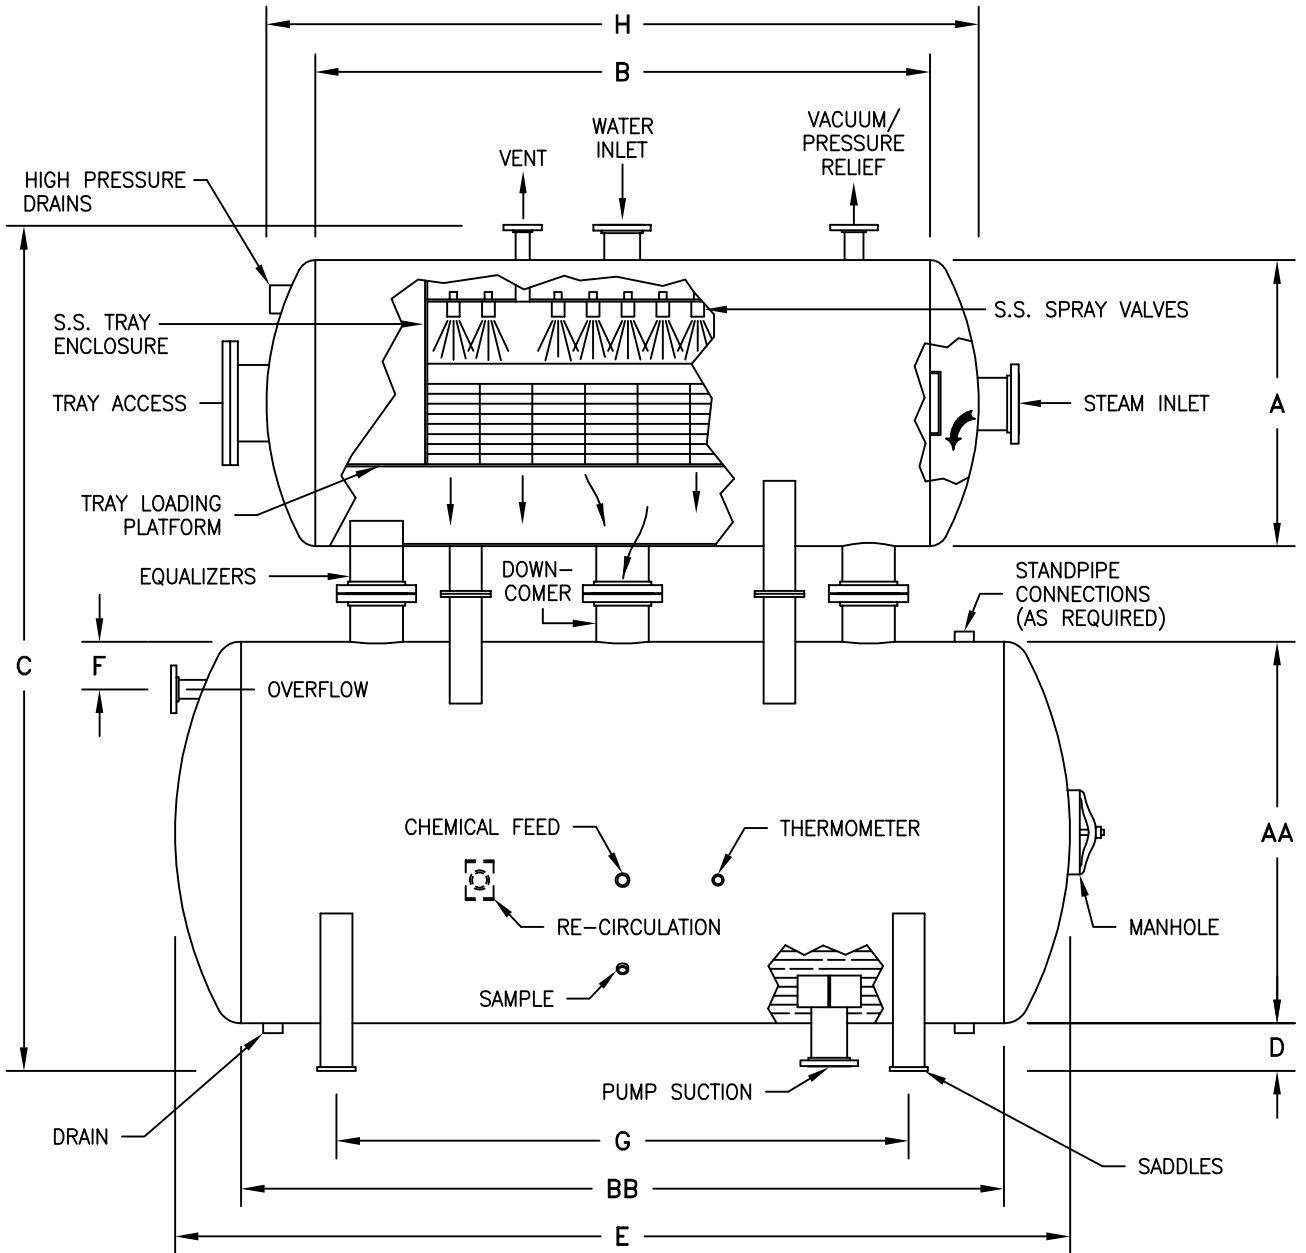 H
B
WATER
INLET
VACUUM/
PRESSURE
RELIEF
VENT
HIGH PRESSURE
DRAINS
S.S. TRAY
ENCLOSURE
S.S. SPRAY VALVES
TRAY ACCESS
STEAM INLET
A
TRAY LOADING
PLATFORM
EQUALIZERS
DOWN-
COMER
STANDPIPE
CONNECTIONS
(AS REQUIRED)
C
F
OVERFLOW
CHEMICAL FEED
THERMOMETER
AA
RE-CIRCULATION
MANHOLE
SAMPLE
D
PUMP SUCTION
DRAIN
G
SADDLES
BB
E